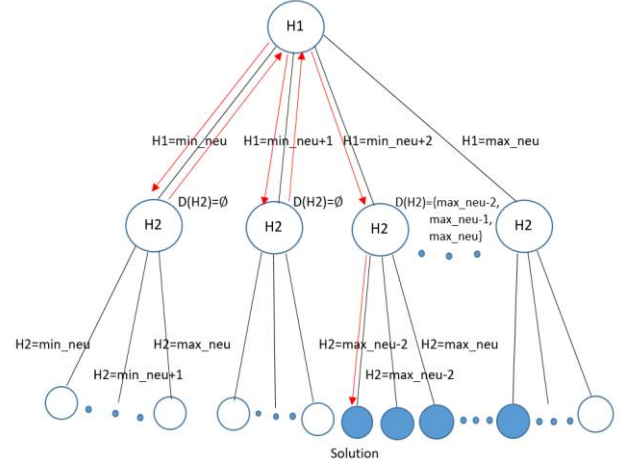 H1
H1=min_neu
H1=min_neu+1
H1=min_neu+2
H1=max_neu
D(H2)=Ø
D(H2)=Ø
D(H2)={max_neu-2,
max_neu-1,
max_neu}
H2
H2
H2
H2
H2=min_neu
H2=max_neu
H2=min_neu+1
H2=max_neu-2
H2=max_neu
H2=max_neu-2
Solution